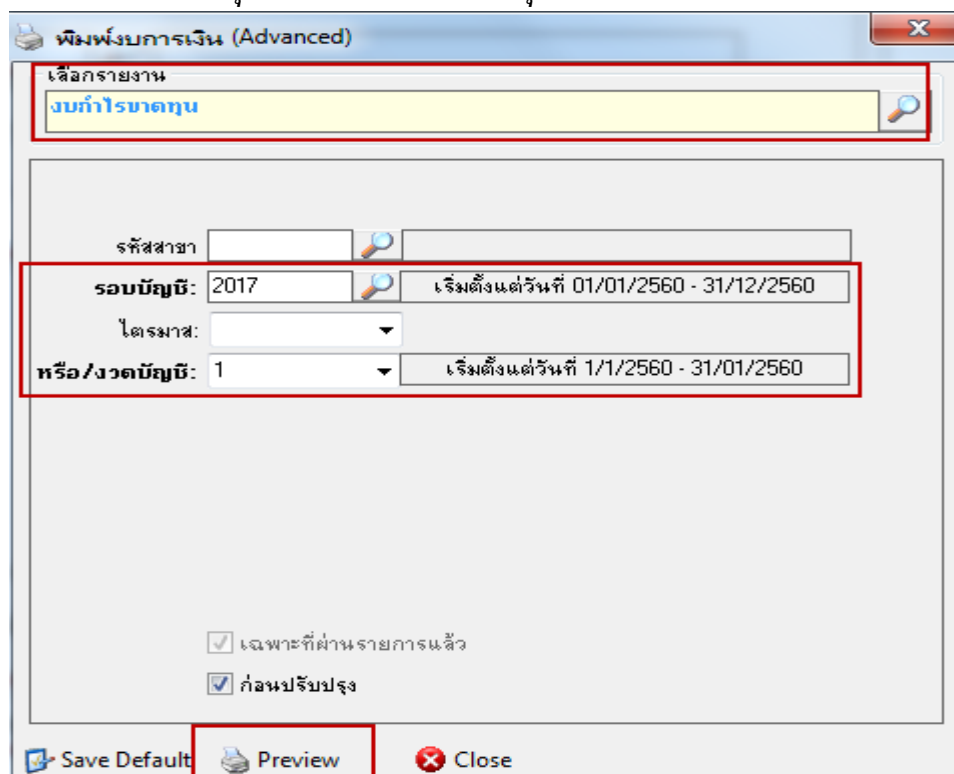 พิมพ์งบการเงิน (Advanced)
เลือกรายงาน
งบกำไรขาดทุน
รหัสสาขา
รอบบัญชี: 2017 เริ่มตั้งแต่วันที่ 01/01/2560 - 31/12/2560
ไตรมาส:
หรือ/งวดบัญชี: 1 เริ่มตั้งแต่วันที่ 1/1/2560 - 31/01/2560
เฉพาะที่ผ่านรายการแล้ว
ก่อนปรับปรุง
Save Default Preview Close